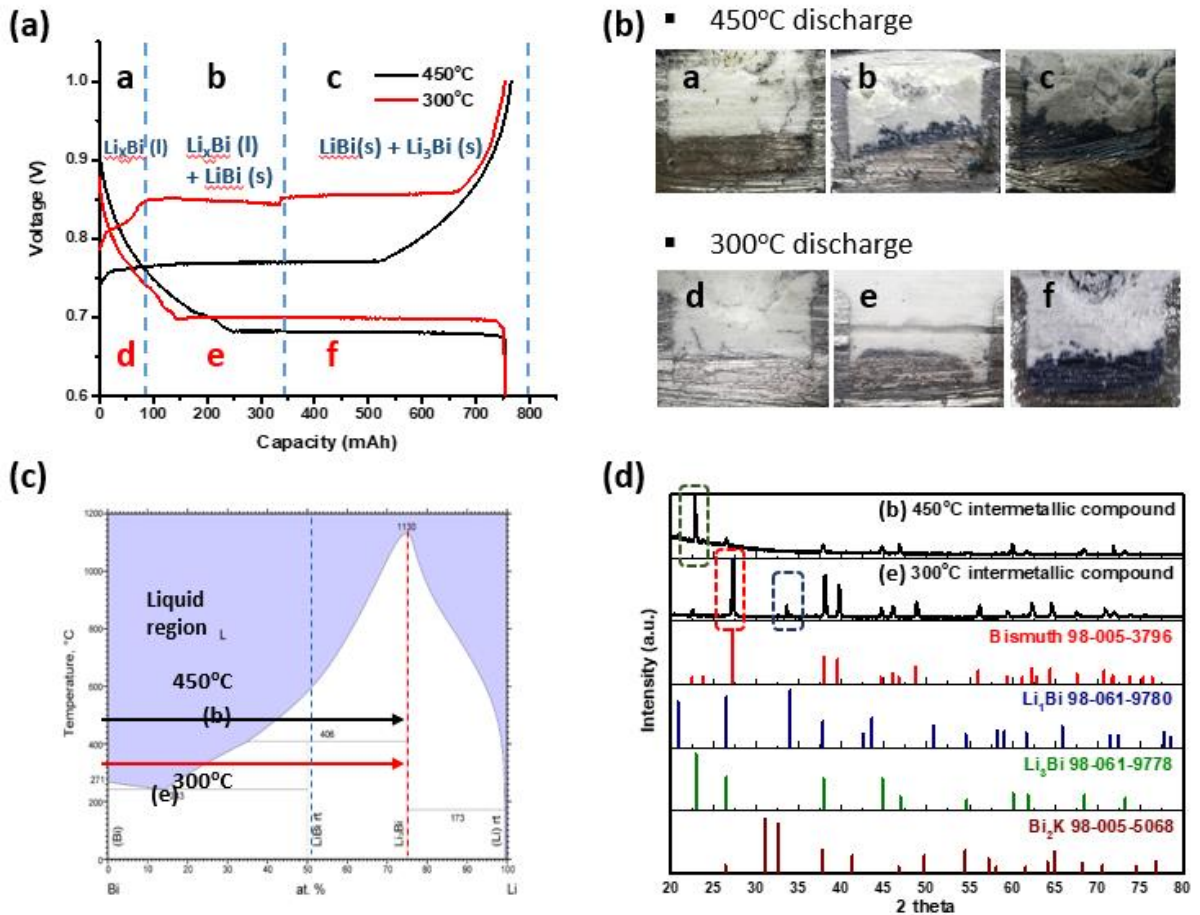 (a)
a b c
450°C
300°C
LiₓBi (l)
LiₓBi (l)
+ LiBi (s)
LiBi(s) + Li₃Bi (s)
d e f
1.0
0.9
0.8
0.7
0.6
Voltage (V)
0 100 200 300 400 500 600 700 800
Capacity (mAh)
(b)
▪ 450°C discharge
a b c
▪ 300°C discharge
d e f
(c)
1200
1000
800
600
400
271
200
0
Temperature, °C
1130
Liquid
region L
450°C
(b)
406
300°C
(e)
173
(Bi)
LiBi rt
Li₃Bi
(Li) rt
0 10 20 30 40 50 60 70 80 90 100
Bi at. % Li
(d)
(b) 450°C intermetallic compound
(e) 300°C intermetallic compound
Bismuth 98-005-3796
Li₁Bi 98-061-9780
Li₃Bi 98-061-9778
Bi₂K 98-005-5068
Intensity (a.u.)
20 25 30 35 40 45 50 55 60 65 70 75 80
2 theta